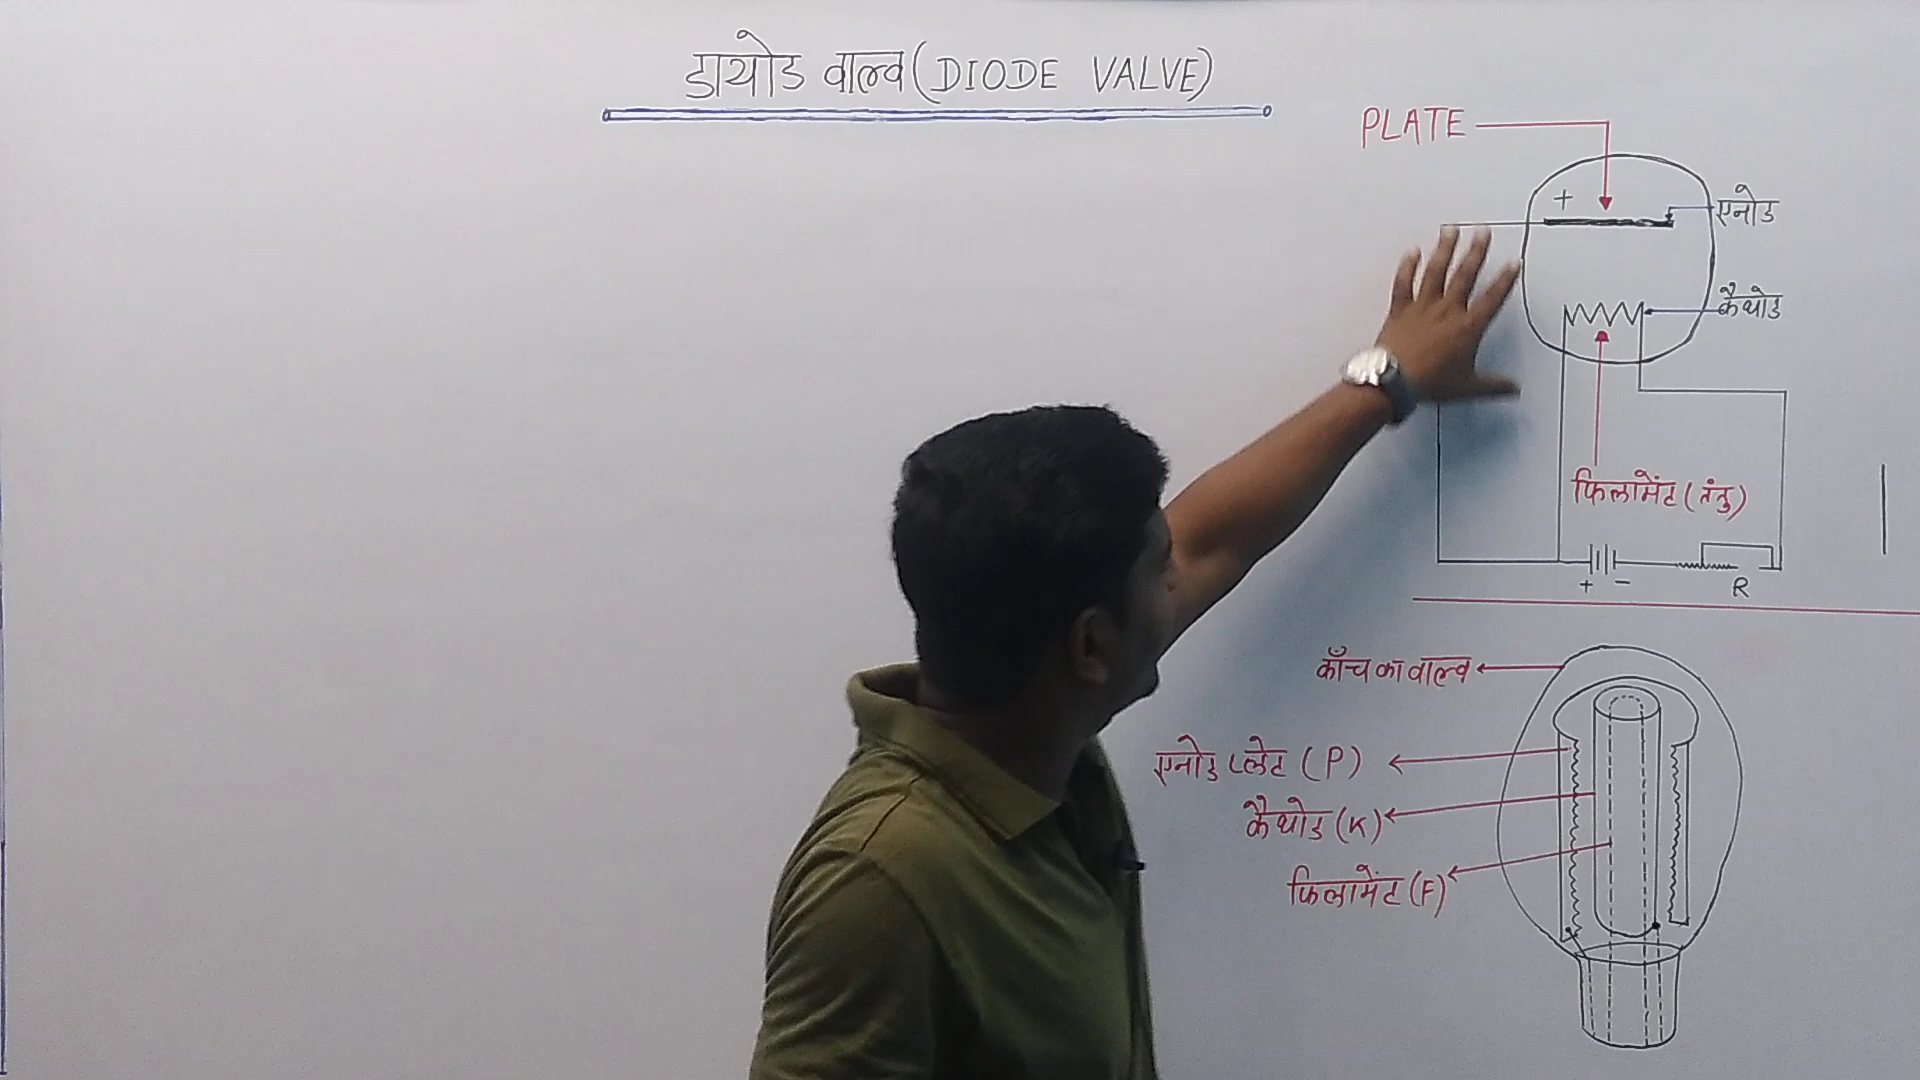 डायोड वाल्व (DIODE VALVE)
PLATE
+
एनोड
कैथोड
फिलामेंट (तंतु)
+ -
R
काँच का वाल्व
एनोड प्लेट (P)
कैथोड (K)
फिलामेंट (F)